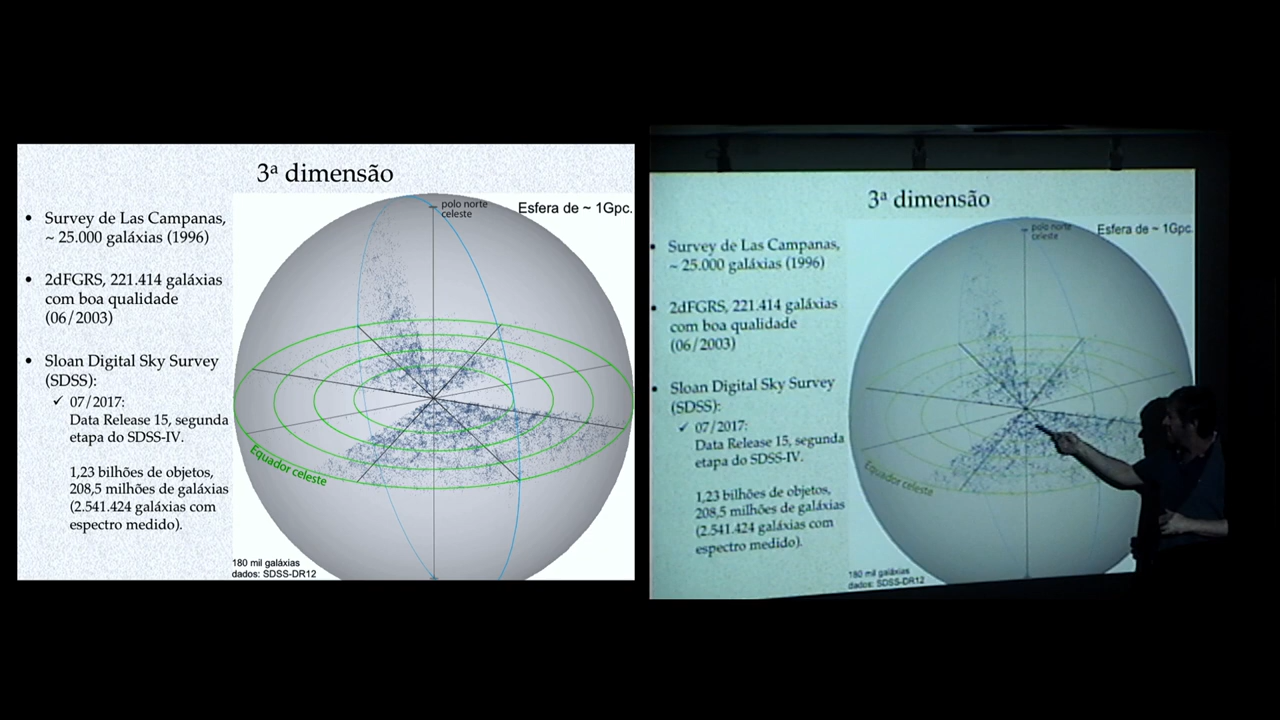 3ª dimensão
• Survey de Las Campanas,
~ 25.000 galáxias (1996)
• 2dFGRS, 221.414 galáxias
com boa qualidade
(06/2003)
• Sloan Digital Sky Survey
(SDSS):
✓ 07/2017:
Data Release 15, segunda
etapa do SDSS-IV.
1,23 bilhões de objetos,
208,5 milhões de galáxias
(2.541.424 galáxias com
espectro medido).
polo norte
celeste
Esfera de ~ 1Gpc.
Equador celeste
180 mil galáxias
dados: SDSS-DR12
3ª dimensão
• Survey de Las Campanas,
~ 25.000 galáxias (1996)
• 2dFGRS, 221.414 galáxias
com boa qualidade
(06/2003)
• Sloan Digital Sky Survey
(SDSS):
✓ 07/2017:
Data Release 15, segunda
etapa do SDSS-IV.
1,23 bilhões de objetos,
208,5 milhões de galáxias
(2.541.424 galáxias com
espectro medido).
polo norte
celeste
Esfera de ~ 1Gpc.
Equador celeste
180 mil galáxias
dados: SDSS-DR12